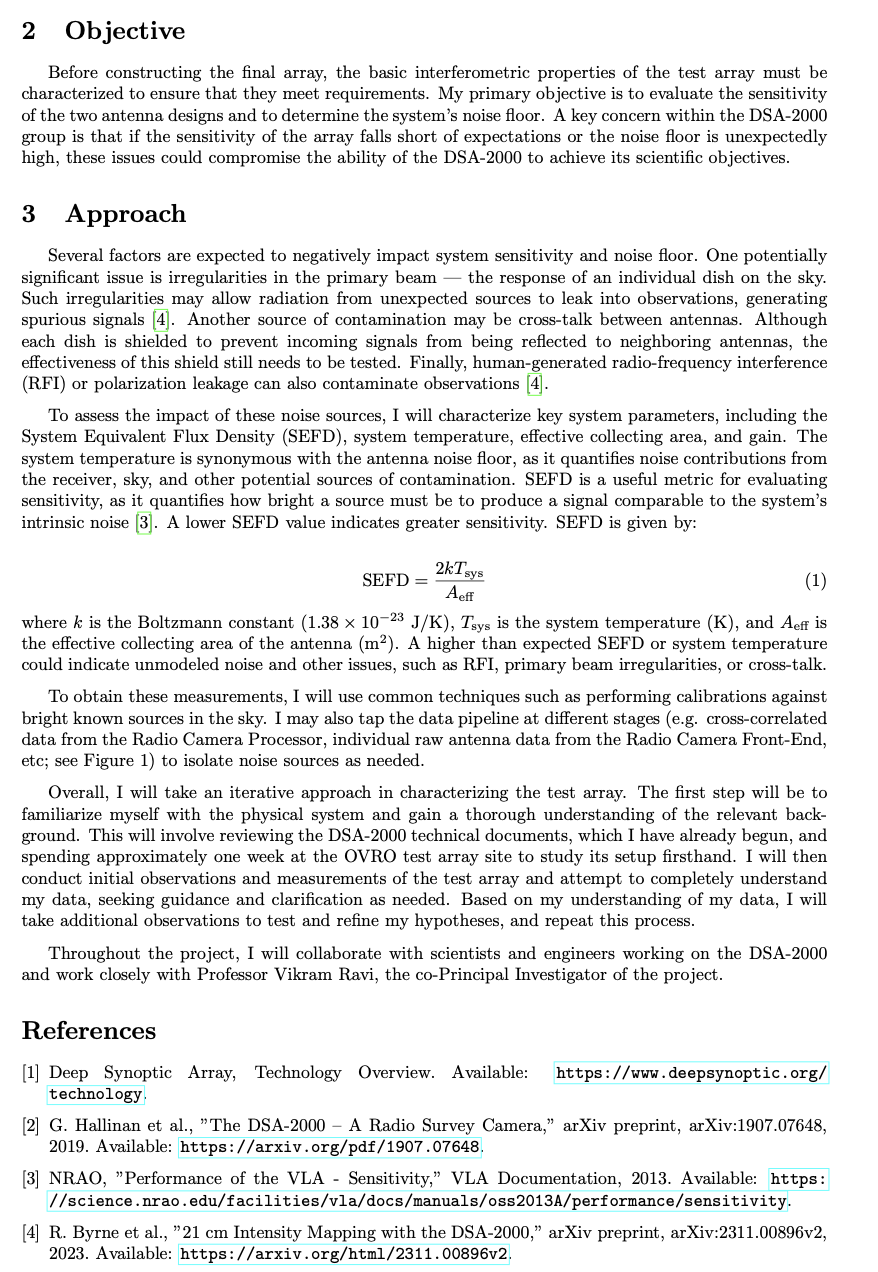 2 Objective
Before constructing the final array, the basic interferometric properties of the test array must be
characterized to ensure that they meet requirements. My primary objective is to evaluate the sensitivity
of the two antenna designs and to determine the system's noise floor. A key concern within the DSA-2000
group is that if the sensitivity of the array falls short of expectations or the noise floor is unexpectedly
high, these issues could compromise the ability of the DSA-2000 to achieve its scientific objectives.
3 Approach
Several factors are expected to negatively impact system sensitivity and noise floor. One potentially
significant issue is irregularities in the primary beam — the response of an individual dish on the sky.
Such irregularities may allow radiation from unexpected sources to leak into observations, generating
spurious signals [4]. Another source of contamination may be cross-talk between antennas. Although
each dish is shielded to prevent incoming signals from being reflected to neighboring antennas, the
effectiveness of this shield still needs to be tested. Finally, human-generated radio-frequency interference
(RFI) or polarization leakage can also contaminate observations [4].
To assess the impact of these noise sources, I will characterize key system parameters, including the
System Equivalent Flux Density (SEFD), system temperature, effective collecting area, and gain. The
system temperature is synonymous with the antenna noise floor, as it quantifies noise contributions from
the receiver, sky, and other potential sources of contamination. SEFD is a useful metric for evaluating
sensitivity, as it quantifies how bright a source must be to produce a signal comparable to the system's
intrinsic noise [3]. A lower SEFD value indicates greater sensitivity. SEFD is given by:
SEFD = 2kT_sys / A_eff (1)
where k is the Boltzmann constant (1.38 × 10⁻²³ J/K), T_sys is the system temperature (K), and A_eff is
the effective collecting area of the antenna (m²). A higher than expected SEFD or system temperature
could indicate unmodeled noise and other issues, such as RFI, primary beam irregularities, or cross-talk.
To obtain these measurements, I will use common techniques such as performing calibrations against
bright known sources in the sky. I may also tap the data pipeline at different stages (e.g. cross-correlated
data from the Radio Camera Processor, individual raw antenna data from the Radio Camera Front-End,
etc; see Figure 1) to isolate noise sources as needed.
Overall, I will take an iterative approach in characterizing the test array. The first step will be to
familiarize myself with the physical system and gain a thorough understanding of the relevant back-
ground. This will involve reviewing the DSA-2000 technical documents, which I have already begun, and
spending approximately one week at the OVRO test array site to study its setup firsthand. I will then
conduct initial observations and measurements of the test array and attempt to completely understand
my data, seeking guidance and clarification as needed. Based on my understanding of my data, I will
take additional observations to test and refine my hypotheses, and repeat this process.
Throughout the project, I will collaborate with scientists and engineers working on the DSA-2000
and work closely with Professor Vikram Ravi, the co-Principal Investigator of the project.
References
[1] Deep Synoptic Array, Technology Overview. Available: https://www.deepsynoptic.org/
technology.
[2] G. Hallinan et al., ”The DSA-2000 – A Radio Survey Camera,” arXiv preprint, arXiv:1907.07648,
2019. Available: https://arxiv.org/pdf/1907.07648.
[3] NRAO, ”Performance of the VLA - Sensitivity,” VLA Documentation, 2013. Available: https:
//science.nrao.edu/facilities/vla/docs/manuals/oss2013A/performance/sensitivity.
[4] R. Byrne et al., ”21 cm Intensity Mapping with the DSA-2000,” arXiv preprint, arXiv:2311.00896v2,
2023. Available: https://arxiv.org/html/2311.00896v2.